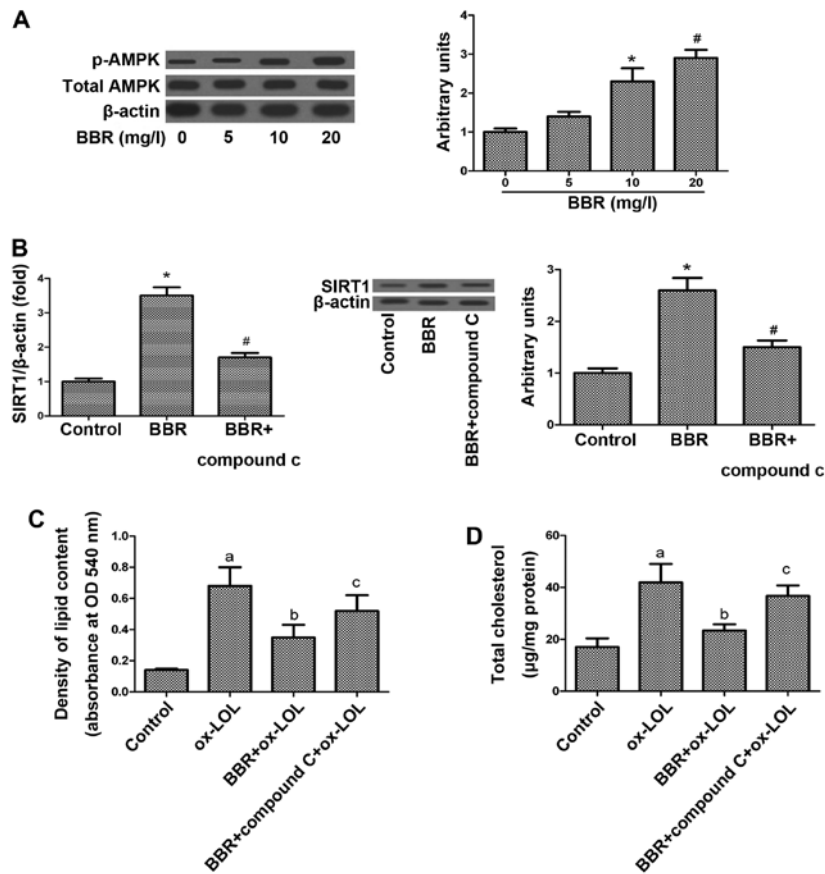 A
p-AMPK
Total AMPK
β-actin
BBR (mg/l) 0 5 10 20
Arbitrary units
4
3
2
1
0
*
#
0 5 10 20
BBR (mg/l)
B
SIRT1/β-actin (fold)
4
3
2
1
0
*
#
Control BBR BBR+
compound c
SIRT1
β-actin
Control
BBR
BBR+compound C
Arbitrary units
3
2
1
0
*
#
Control BBR BBR+
compound c
C
Density of lipid content
(absorbance at OD 540 nm)
0.8
0.6
0.4
0.2
0.0
a
b
c
Control
ox-LOL
BBR+ox-LOL
BBR+compound C+ox-LOL
D
Total cholesterol
(µg/mg protein)
60
40
20
0
a
b
c
Control
ox-LOL
BBR+ox-LOL
BBR+compound C+ox-LOL